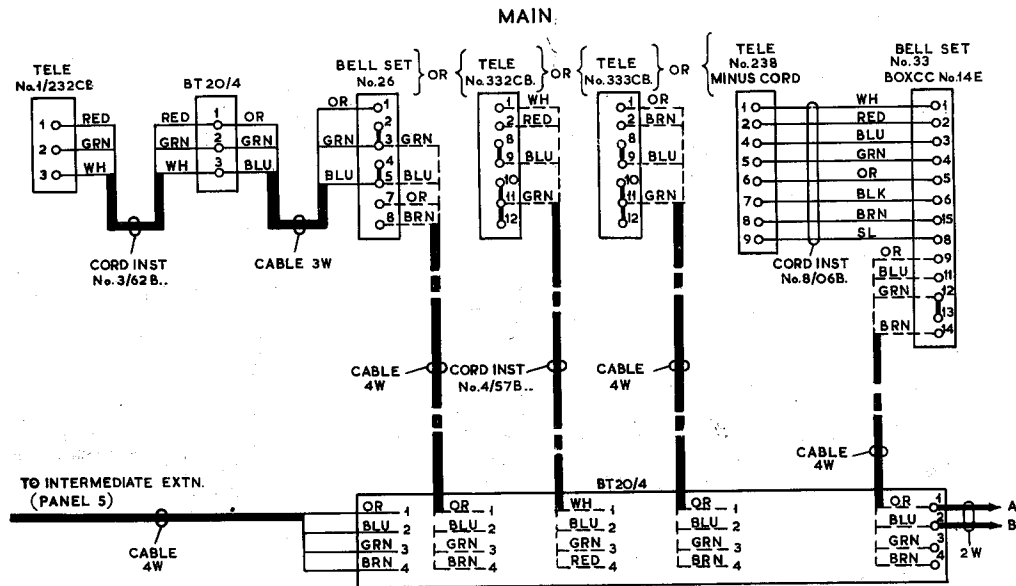 MAIN
TELE
No.1/232CB
BT20/4
BELL SET
No.26
OR
TELE
No.332CB.
OR
TELE
No.333CB.
OR
TELE
No.238
MINUS CORD
BELL SET
No.33
BOXCC No.14E
1 RED RED 1 OR
2 GRN GRN 2 GRN
3 WH WH 3 BLU
OR 1
2
GRN 3 GRN
4
BLU 5 BLU
7 OR
8 BRN
1 WH
2 RED
8
9 BLU
10
11 GRN
12
1 OR
2 BRN
8
9 BLU
10
11 GRN
12
1 WH 1
2 RED 2
4 BLU 3
5 GRN 4
6 OR 5
7 BLK 6
8 BRN 15
9 SL 8
OR 9
BLU 11
GRN 12
13
BRN 14
CORD INST
No.3/62B..
CABLE 3W
CORD INST
No.8/06B.
CABLE
4W
CORD INST
No.4/57B..
CABLE
4W
CABLE
4W
TO INTERMEDIATE EXTN.
(PANEL 5)
CABLE
4W
BT20/4
OR 1 OR 1 WH 1 OR 1 OR 1 A
BLU 2 BLU 2 BLU 2 BLU 2 BLU 2 B
GRN 3 GRN 3 GRN 3 GRN 3 GRN 3
BRN 4 BRN 4 RED 4 BRN 4 BRN 4
2W